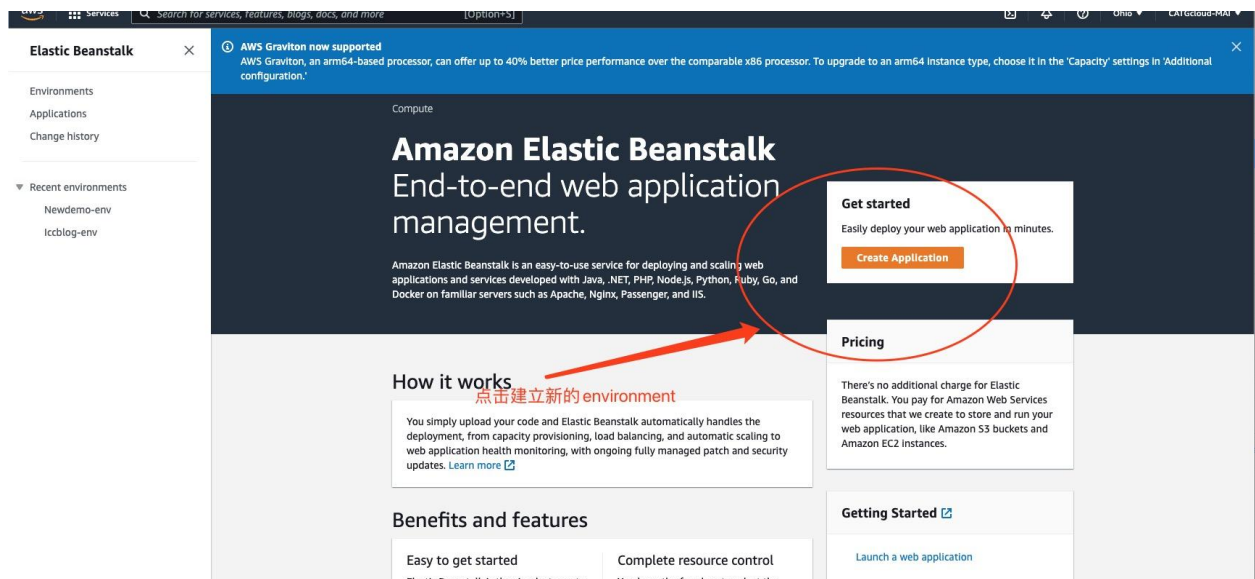 aws
Services
Search for services, features, blogs, docs, and more
[Option+S]
Ohio
CATGcloud-MAI
Elastic Beanstalk
Environments
Applications
Change history
Recent environments
Newdemo-env
Iccblog-env
AWS Graviton now supported
AWS Graviton, an arm64-based processor, can offer up to 40% better price performance over the comparable x86 processor. To upgrade to an arm64 instance type, choose it in the 'Capacity' settings in 'Additional
configuration.'
Compute
Amazon Elastic Beanstalk
End-to-end web application
management.
Amazon Elastic Beanstalk is an easy-to-use service for deploying and scaling web
applications and services developed with Java, .NET, PHP, Node.js, Python, Ruby, Go, and
Docker on familiar servers such as Apache, Nginx, Passenger, and IIS.
Get started
Easily deploy your web application in minutes.
Create Application
Pricing
There's no additional charge for Elastic
Beanstalk. You pay for Amazon Web Services
resources that we create to store and run your
web application, like Amazon S3 buckets and
Amazon EC2 instances.
How it works
点击建立新的environment
You simply upload your code and Elastic Beanstalk automatically handles the
deployment, from capacity provisioning, load balancing, and automatic scaling to
web application health monitoring, with ongoing fully managed patch and security
updates. Learn more
Benefits and features
Easy to get started
Complete resource control
Getting Started
Launch a web application